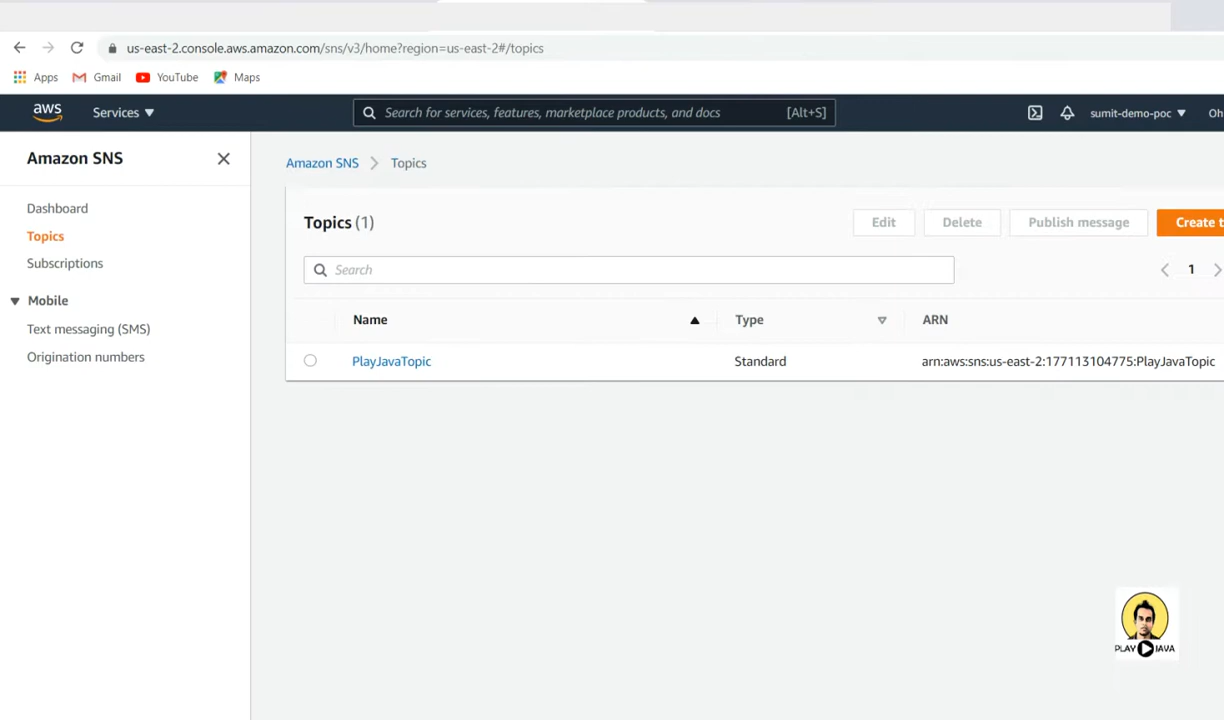 us-east-2.console.aws.amazon.com/sns/v3/home?region=us-east-2#/topics
Apps Gmail YouTube Maps
aws Services Search for services, features, marketplace products, and docs [Alt+S] sumit-demo-poc Oh
Amazon SNS
Amazon SNS Topics
Dashboard
Topics
Subscriptions
Mobile
Text messaging (SMS)
Origination numbers
Topics (1) Edit Delete Publish message Create t
Search 1
Name Type ARN
PlayJavaTopic Standard arn:aws:sns:us-east-2:177113104775:PlayJavaTopic
PLAY JAVA